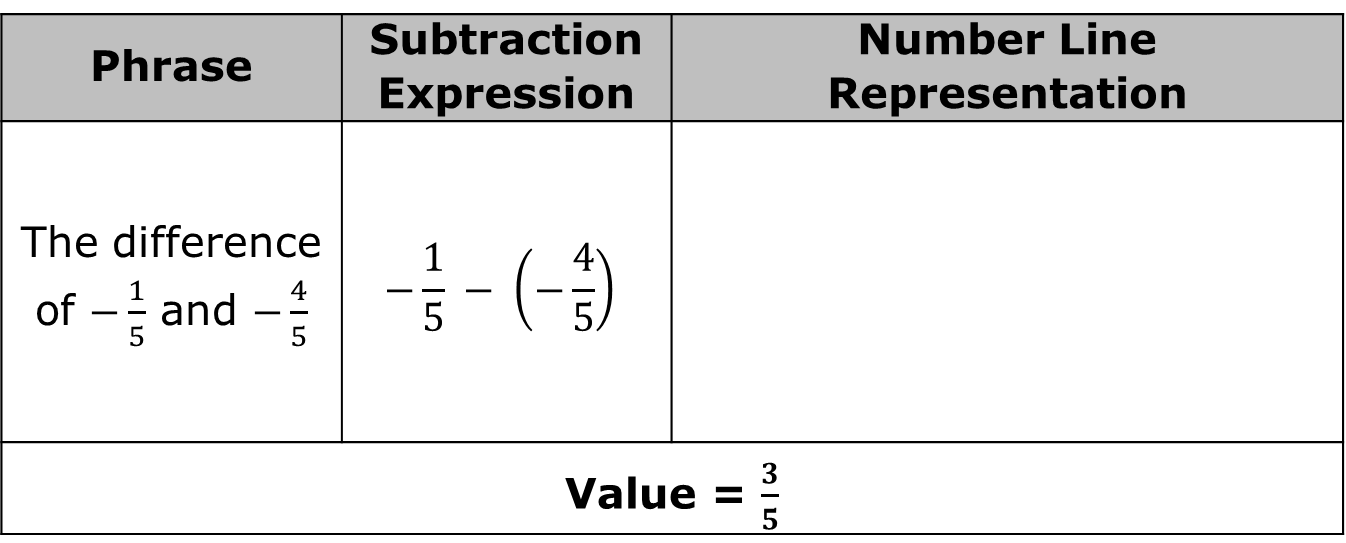 Phrase
Subtraction
Expression
Number Line
Representation
The difference
of −1/5 and −4/5
−1/5 − (−4/5)
Value = 3/5